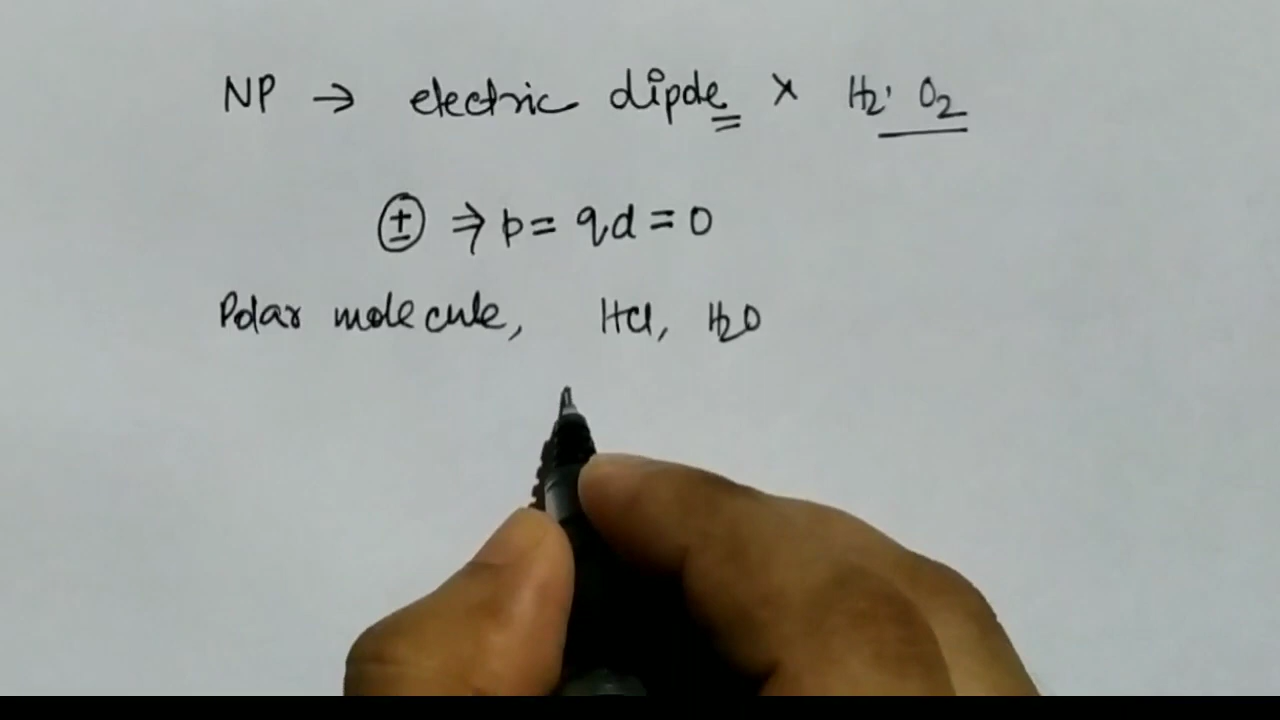 NP → electric dipole × H₂, O₂
± ⇒ p = qd = 0
Polar molecule, HCl, H₂O